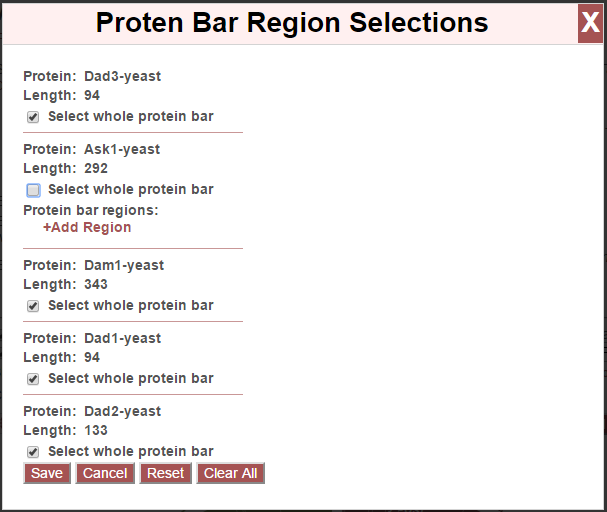 Proten Bar Region Selections
X
Protein: Dad3-yeast
Length: 94
Select whole protein bar
Protein: Ask1-yeast
Length: 292
Select whole protein bar
Protein bar regions:
+Add Region
Protein: Dam1-yeast
Length: 343
Select whole protein bar
Protein: Dad1-yeast
Length: 94
Select whole protein bar
Protein: Dad2-yeast
Length: 133
Select whole protein bar
Save Cancel Reset Clear All